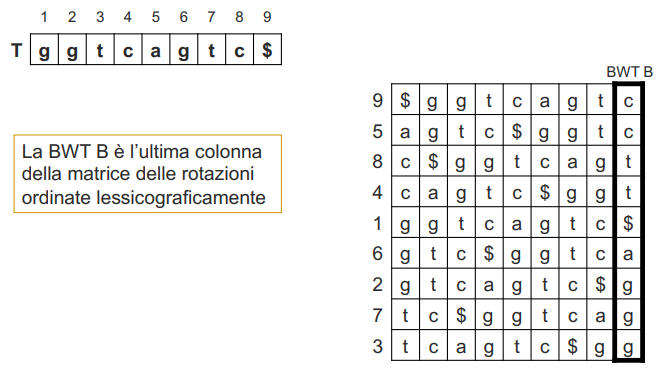 1 2 3 4 5 6 7 8 9
T g g t c a g t c $
BWT B
9 $ g g t c a g t c
5 a g t c $ g g t c
La BWT B è l'ultima colonna
della matrice delle rotazioni
ordinate lessicograficamente
8 c $ g g t c a g t
4 c a g t c $ g g t
1 g g t c a g t c $
6 g t c $ g g t c a
2 g t c a g t c $ g
7 t c $ g g t c a g
3 t c a g t c $ g g